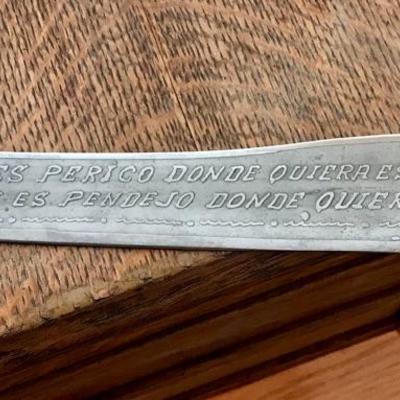 ES PERICO DONDE QUIERA ES
ES PENDEJO DONDE QUIER